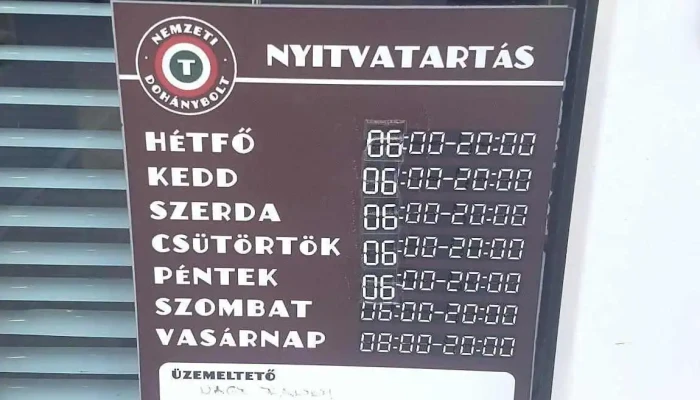 NEMZETI
T
DOHÁNYBOLT
NYITVATARTÁS
HÉTFŐ 06:00-20:00
KEDD 06:00-20:00
SZERDA 06:00-20:00
CSÜTÖRTÖK 06:00-20:00
PÉNTEK 06:00-20:00
SZOMBAT 06:00-20:00
VASÁRNAP 08:00-20:00
ÜZEMELTETŐ